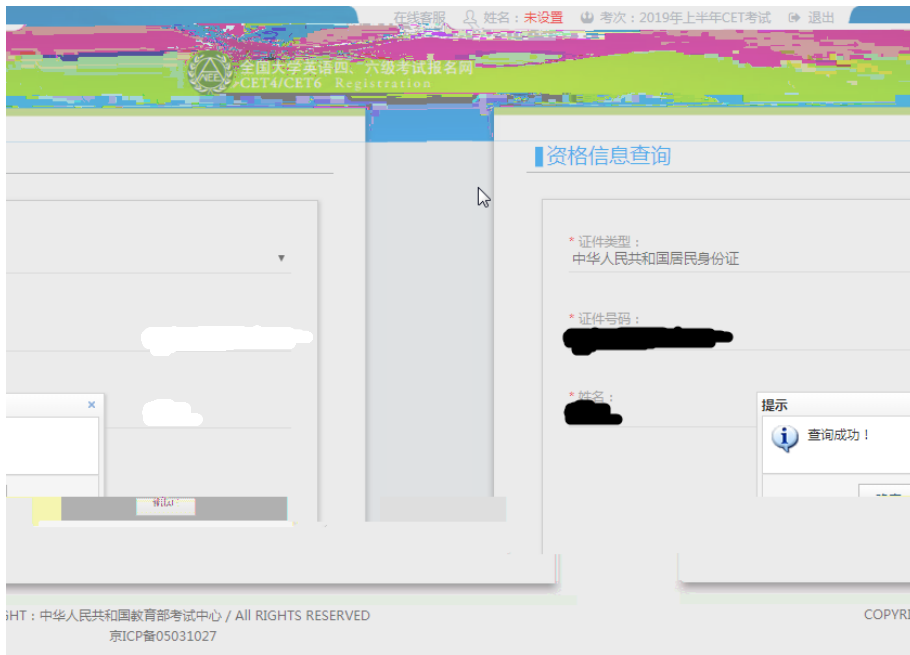 在线客服 姓名：未设置 考次：2019年上半年CET考试 退出
全国大学英语四、六级考试报名网
CET4/CET6 Registration
资格信息查询
* 证件类型：
中华人民共和国居民身份证
* 证件号码：
* 姓名：
提示
查询成功！
GHT：中华人民共和国教育部考试中心 / All RIGHTS RESERVED
京ICP备05031027
COPYRI